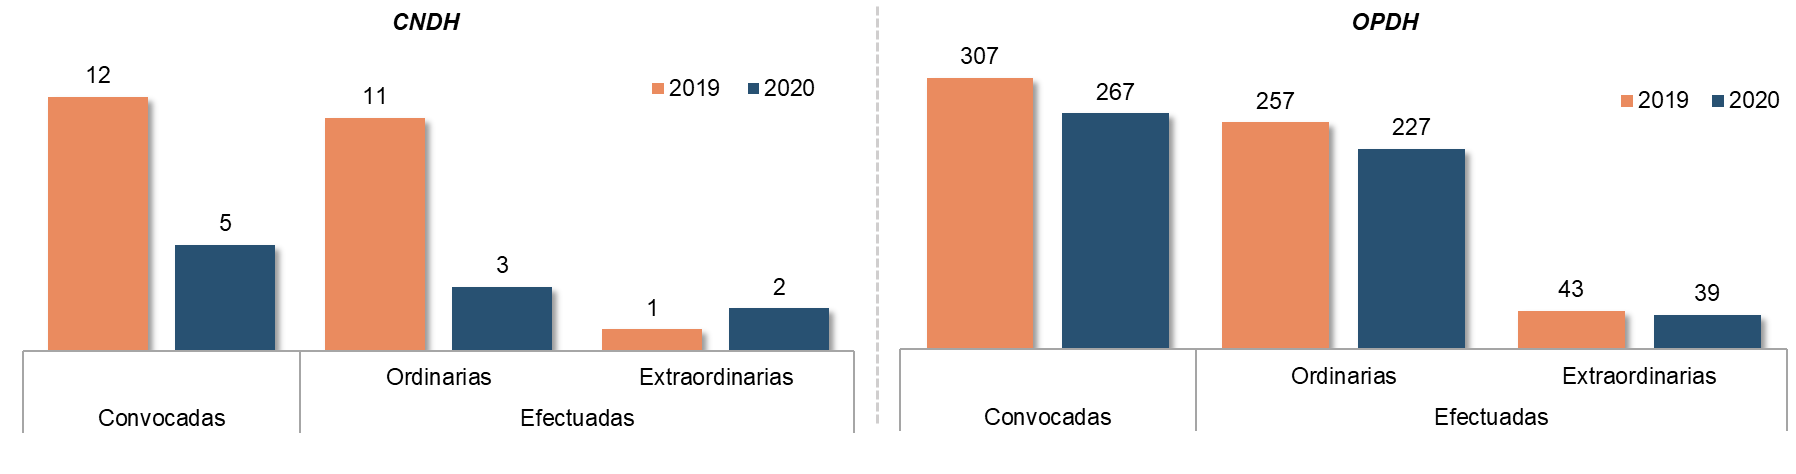 CNDH
12
11
2019 2020
5
3
1
2
Ordinarias Extraordinarias
Convocadas Efectuadas
OPDH
307
267
257
227
2019 2020
43
39
Ordinarias Extraordinarias
Convocadas Efectuadas